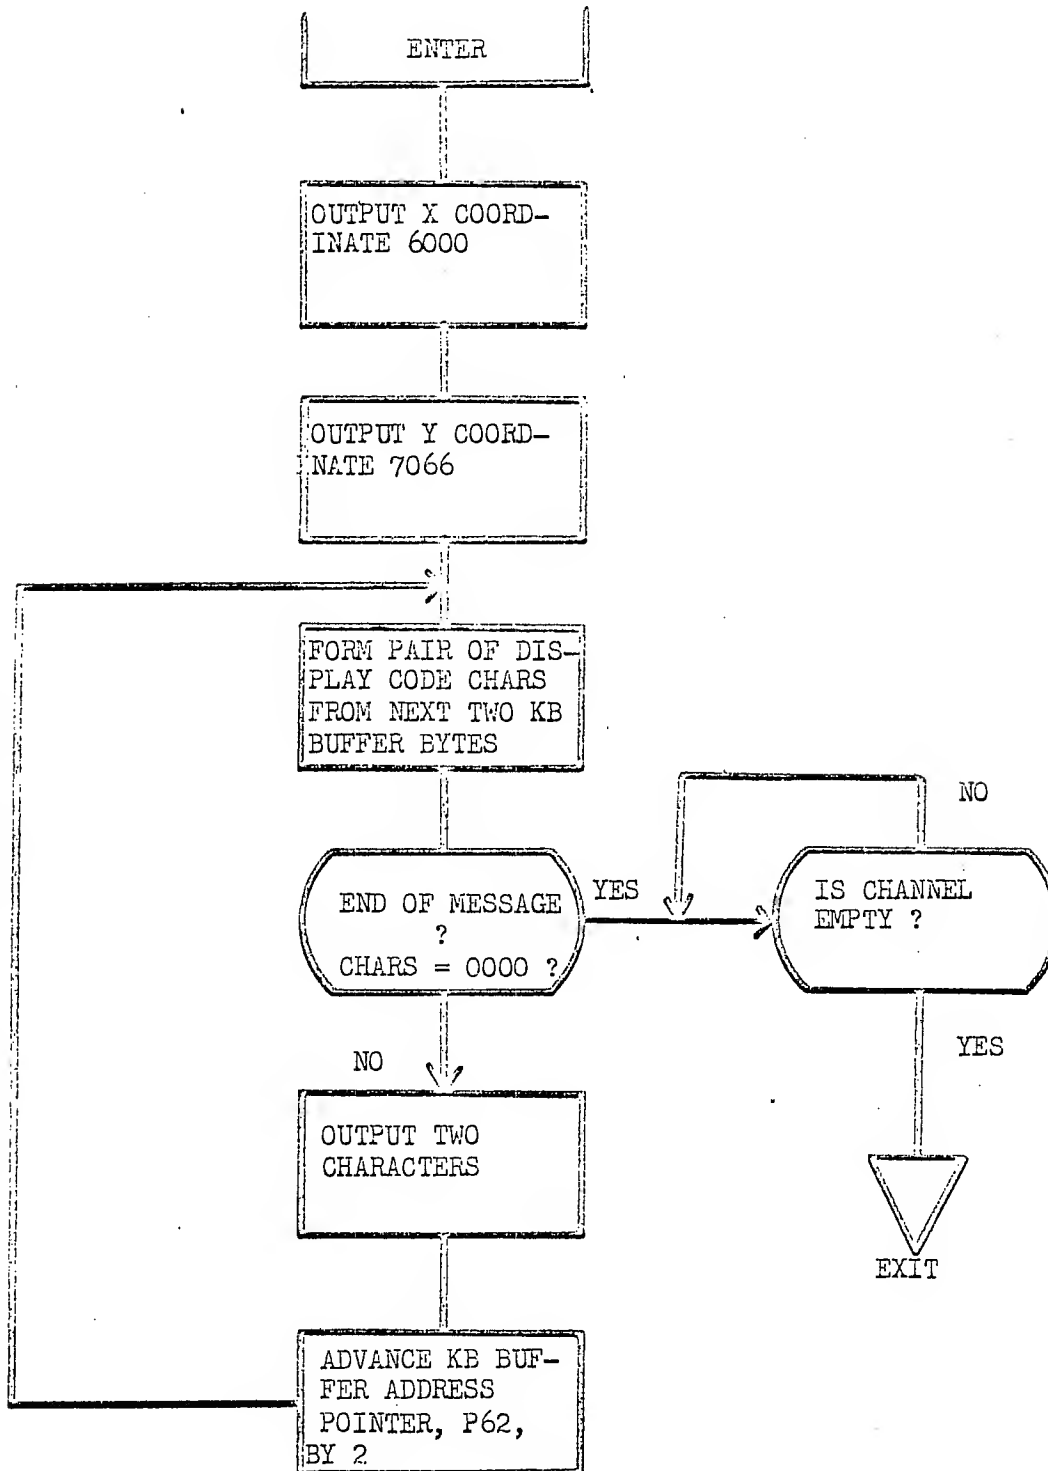 ENTER
OUTPUT X COORD-
INATE 6000
OUTPUT Y COORD-
INATE 7066
FORM PAIR OF DIS-
PLAY CODE CHARS
FROM NEXT TWO KB
BUFFER BYTES
NO
END OF MESSAGE
?
CHARS = 0000 ?
YES
IS CHANNEL
EMPTY ?
NO
YES
OUTPUT TWO
CHARACTERS
EXIT
ADVANCE KB BUF-
FER ADDRESS
POINTER, P62,
BY 2